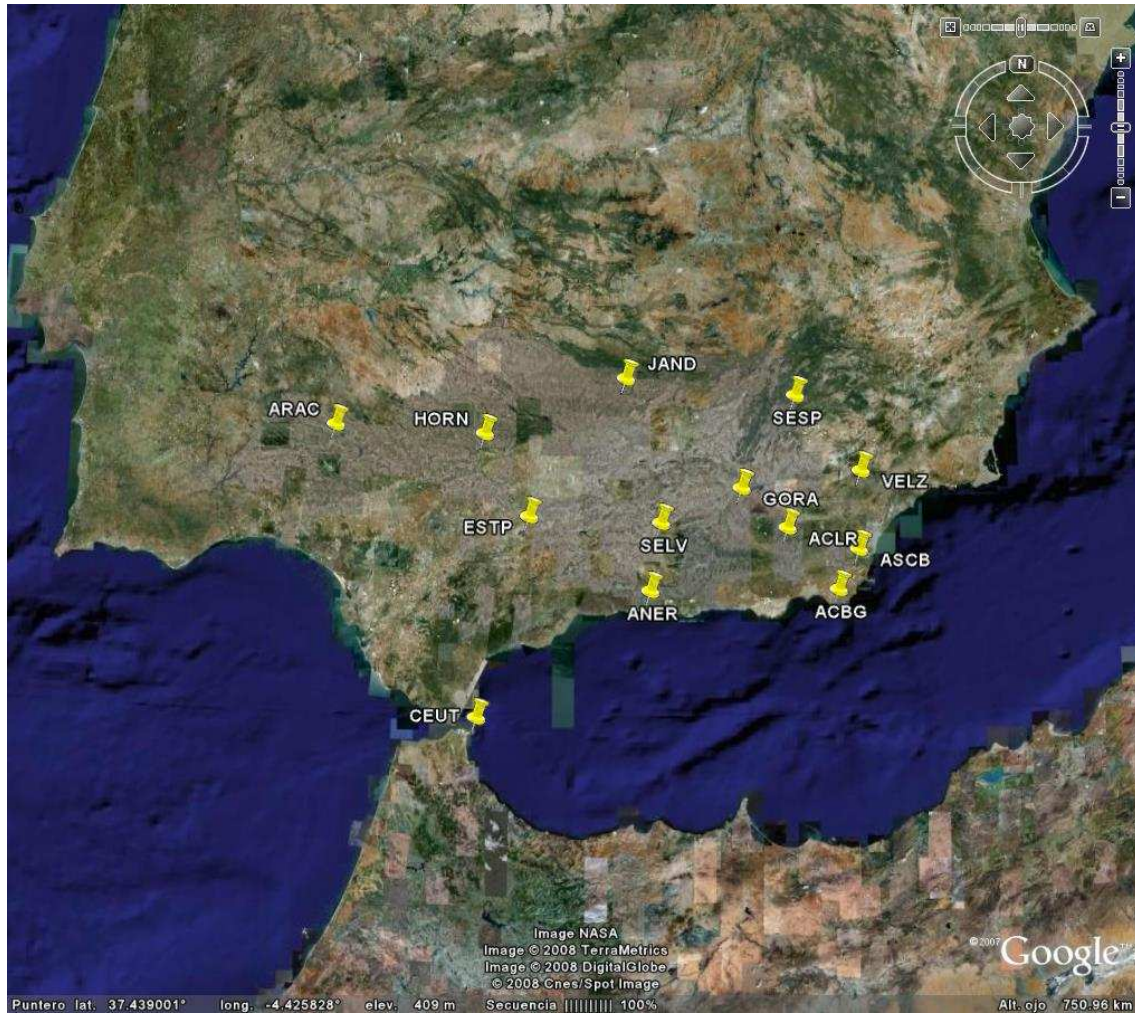 N
JAND
ARAC
HORN
SESP
VELZ
GORA
ESTP
SELV
ACLR
ASCB
ANER
ACBG
CEUT
Image NASA
Image © 2008 TerraMetrics
Image © 2008 DigitalGlobe
© 2008 Cnes/Spot Image
© 2007 Google™
Puntero lat. 37.439001° long. -4.425828° elev. 409 m Secuencia |||||||||| 100% Alt. ojo 750.96 km